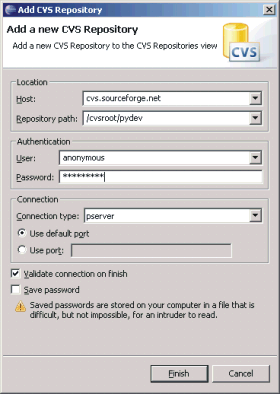 Add CVS Repository
Add a new CVS Repository
Add a new CVS Repository to the CVS Repositories view
CVS
Location
Host: cvs.sourceforge.net
Repository path: /cvsroot/pydev
Authentication
User: anonymous
Password: *********
Connection
Connection type: pserver
Use default port
Use port:
Validate connection on finish
Save password
Saved passwords are stored on your computer in a file that is
difficult, but not impossible, for an intruder to read.
Finish Cancel